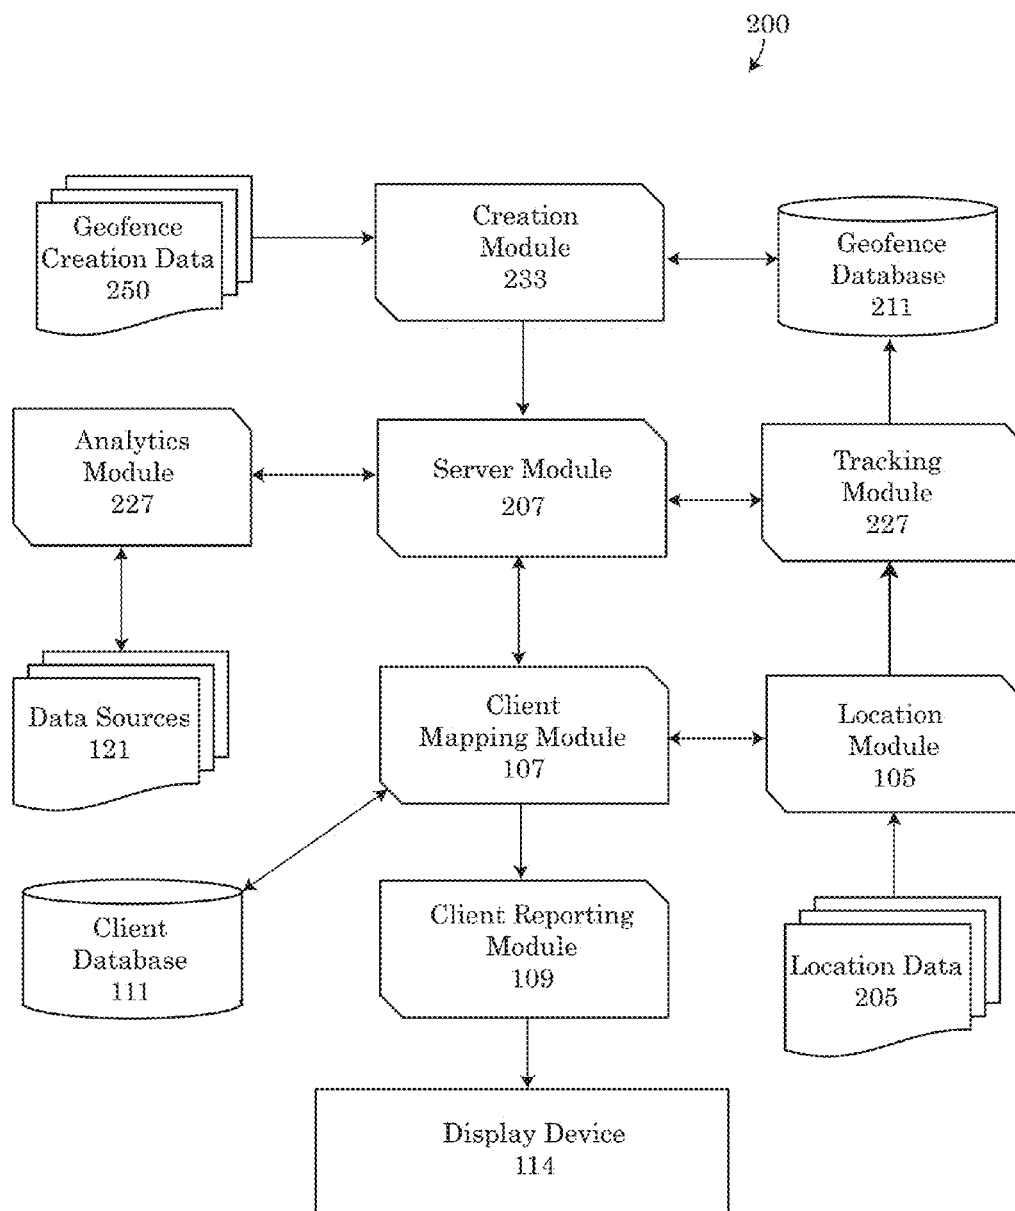 200
Geofence
Creation Data
250
Creation
Module
233
Geofence
Database
211
Analytics
Module
227
Server Module
207
Tracking
Module
227
Data Sources
121
Client
Mapping Module
107
Location
Module
105
Client
Database
111
Client Reporting
Module
109
Location Data
205
Display Device
114